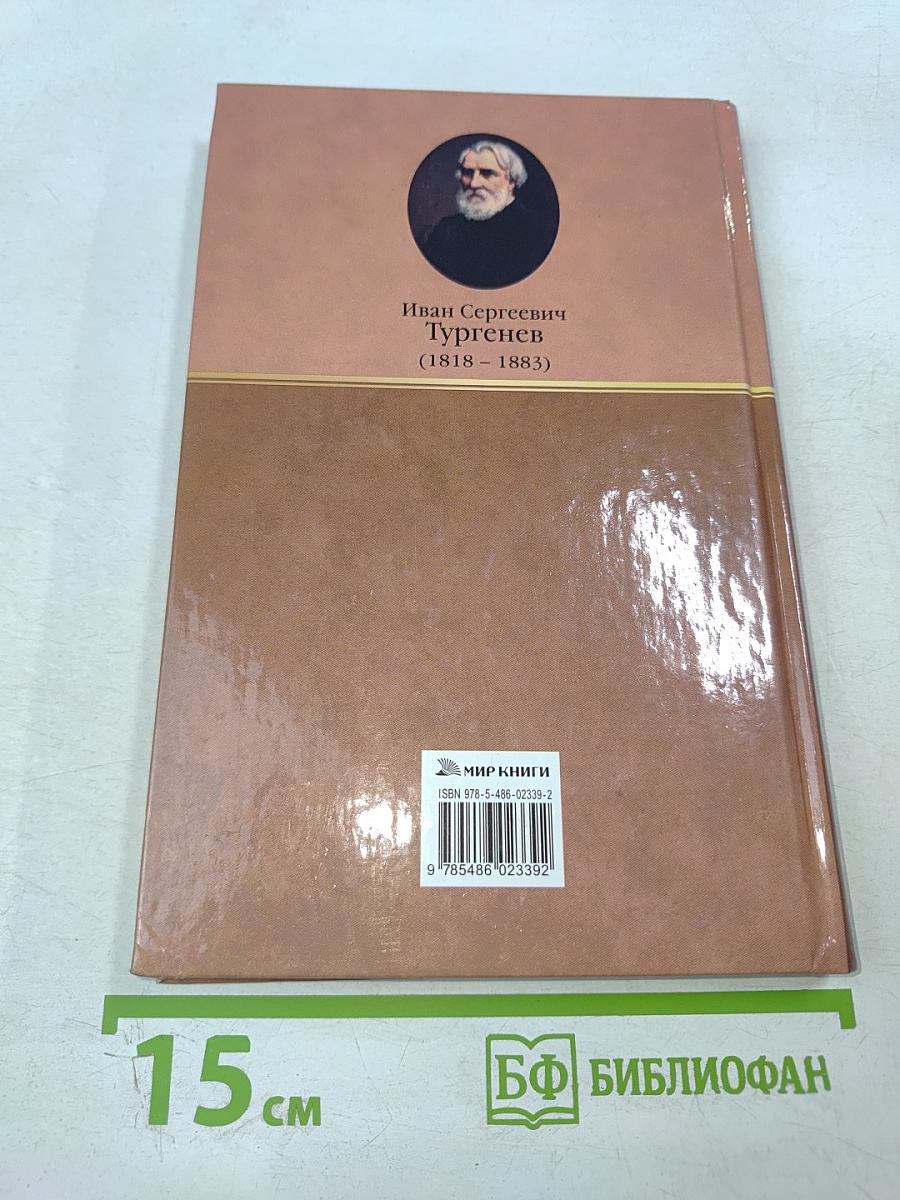 Иван Сергеевич
Тургенев
(1818 – 1883)
МИР КНИГИ
ISBN 978-5-486-02339-2
9 785486 023392
15 см
БФ БИБЛИОФАН